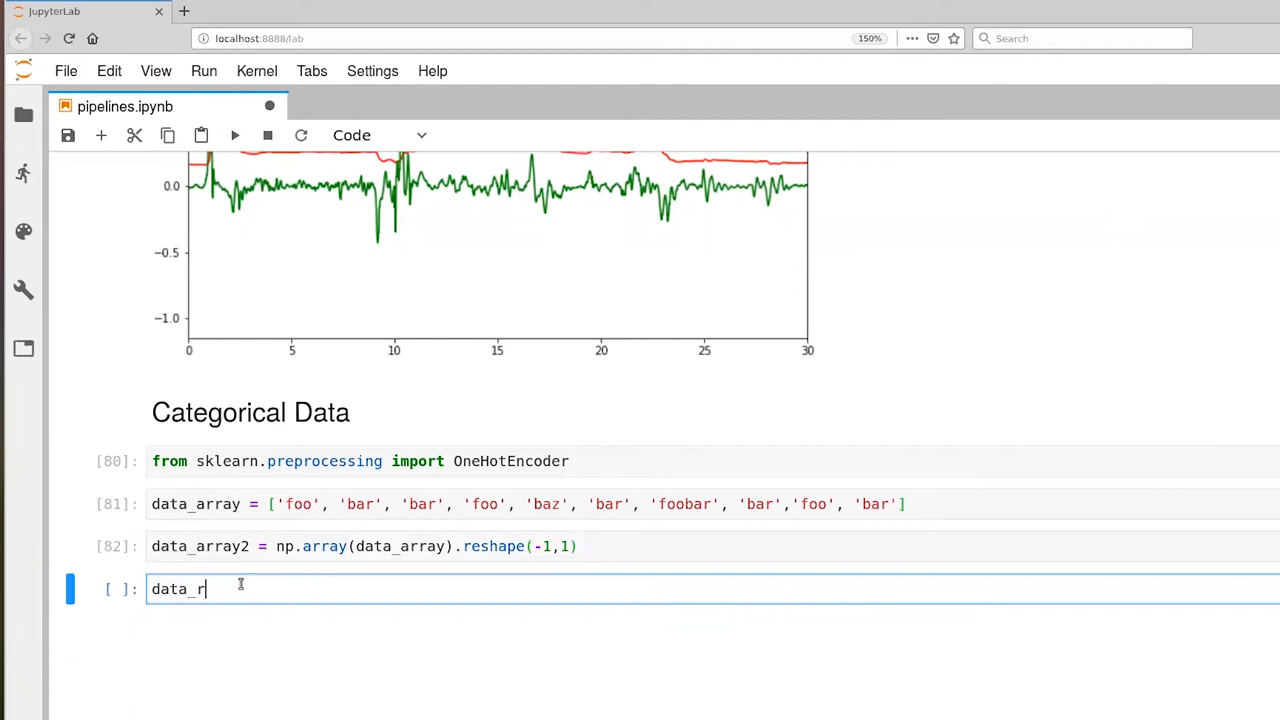 JupyterLab
localhost:8888/lab
150%
Search
File Edit View Run Kernel Tabs Settings Help
pipelines.ipynb
Code
0.0
−0.5
−1.0
0 5 10 15 20 25 30
Categorical Data
[80]: from sklearn.preprocessing import OneHotEncoder
[81]: data_array = ['foo', 'bar', 'bar', 'foo', 'baz', 'bar', 'foobar', 'bar','foo', 'bar']
[82]: data_array2 = np.array(data_array).reshape(-1,1)
[ ]: data_r